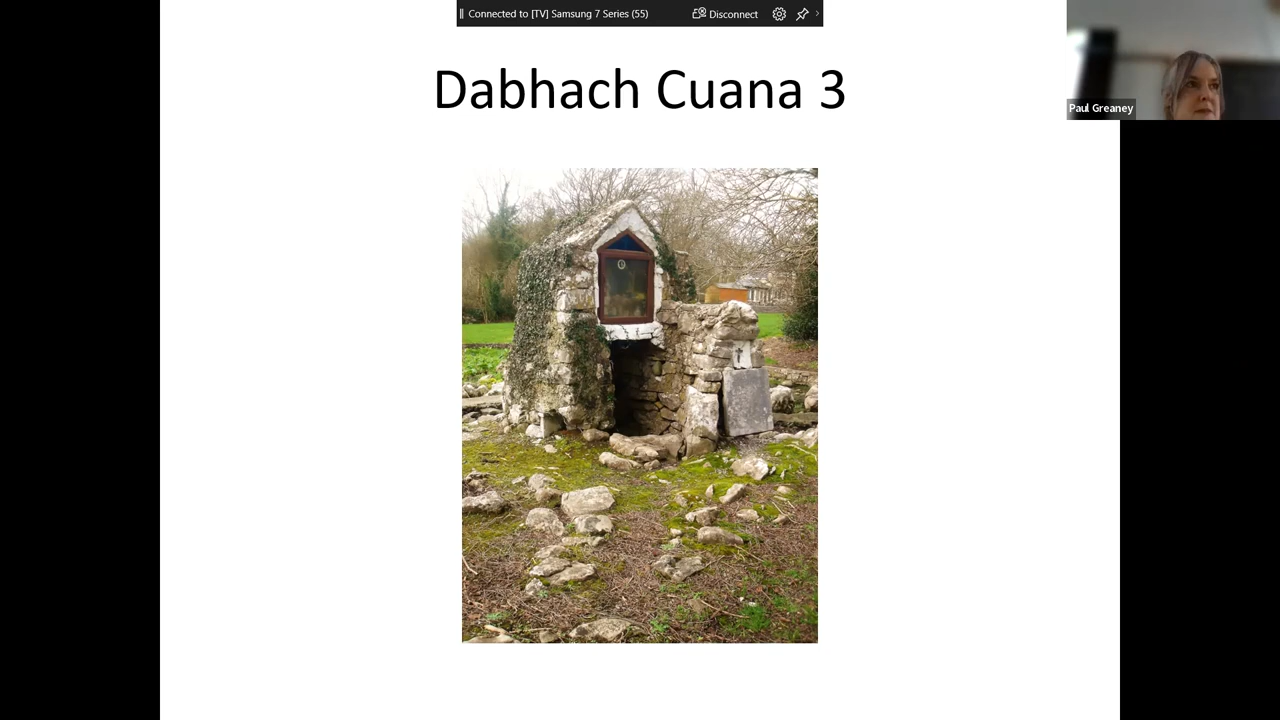 Connected to [TV] Samsung 7 Series (55)
Disconnect
Dabhach Cuana 3
Paul Greaney